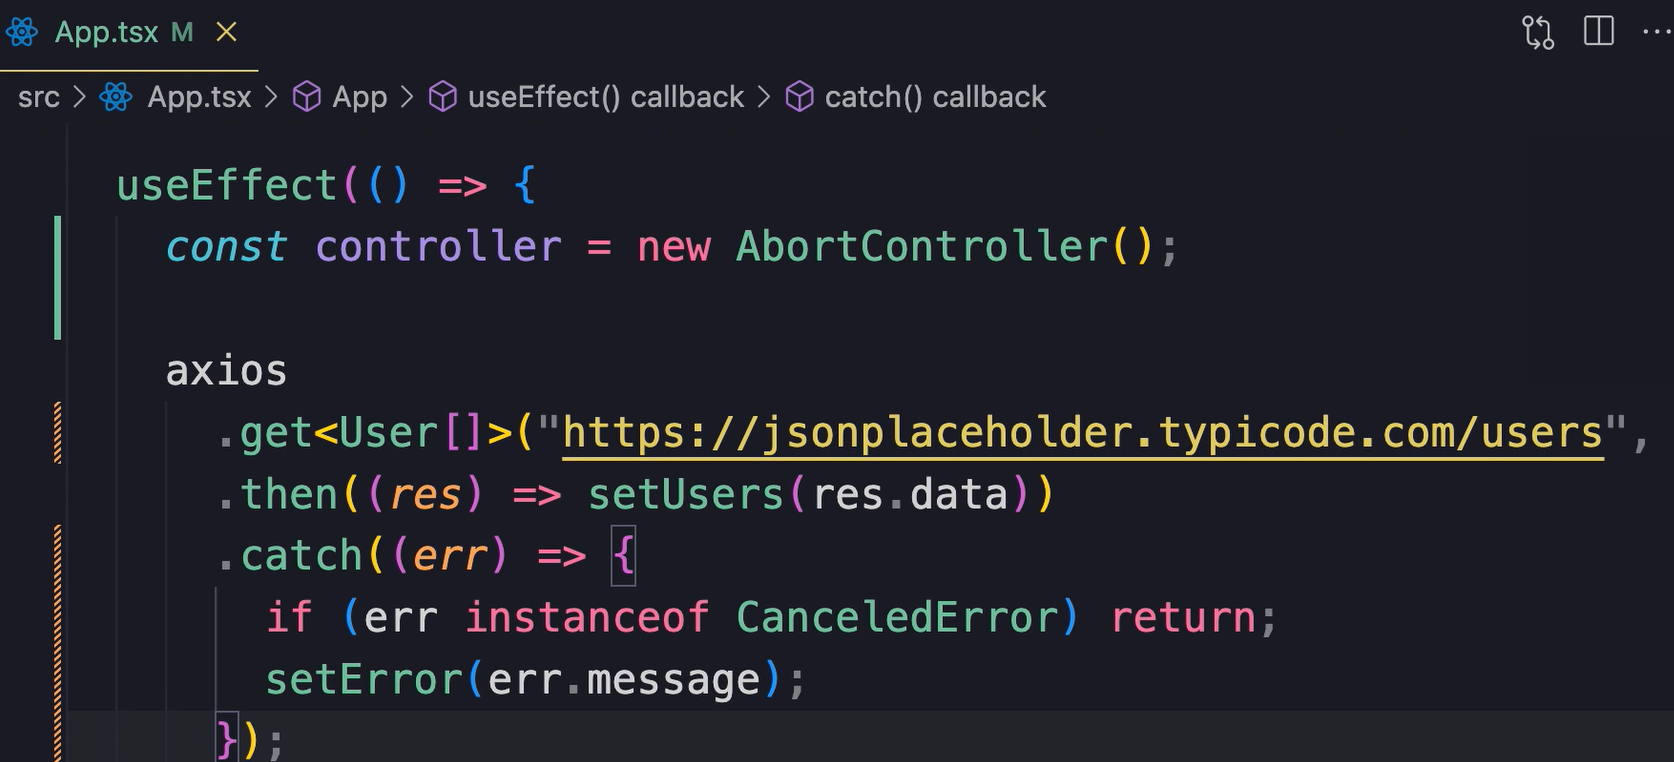 App.tsx M
src > App.tsx > App > useEffect() callback > catch() callback
useEffect(() => {
const controller = new AbortController();
axios
.get<User[]>("https://jsonplaceholder.typicode.com/users",
.then((res) => setUsers(res.data))
.catch((err) => {
if (err instanceof CanceledError) return;
setError(err.message);
});